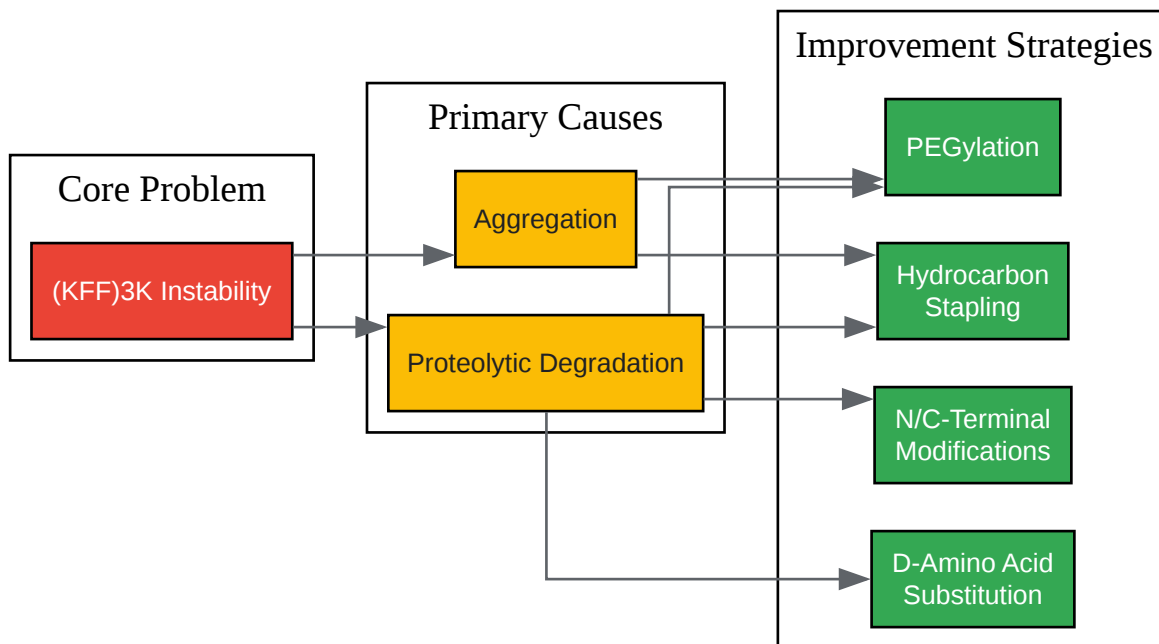 Core Problem
(KFF)3K Instability
Primary Causes
Aggregation
Proteolytic Degradation
Improvement Strategies
PEGylation
Hydrocarbon
Stapling
N/C-Terminal
Modifications
D-Amino Acid
Substitution